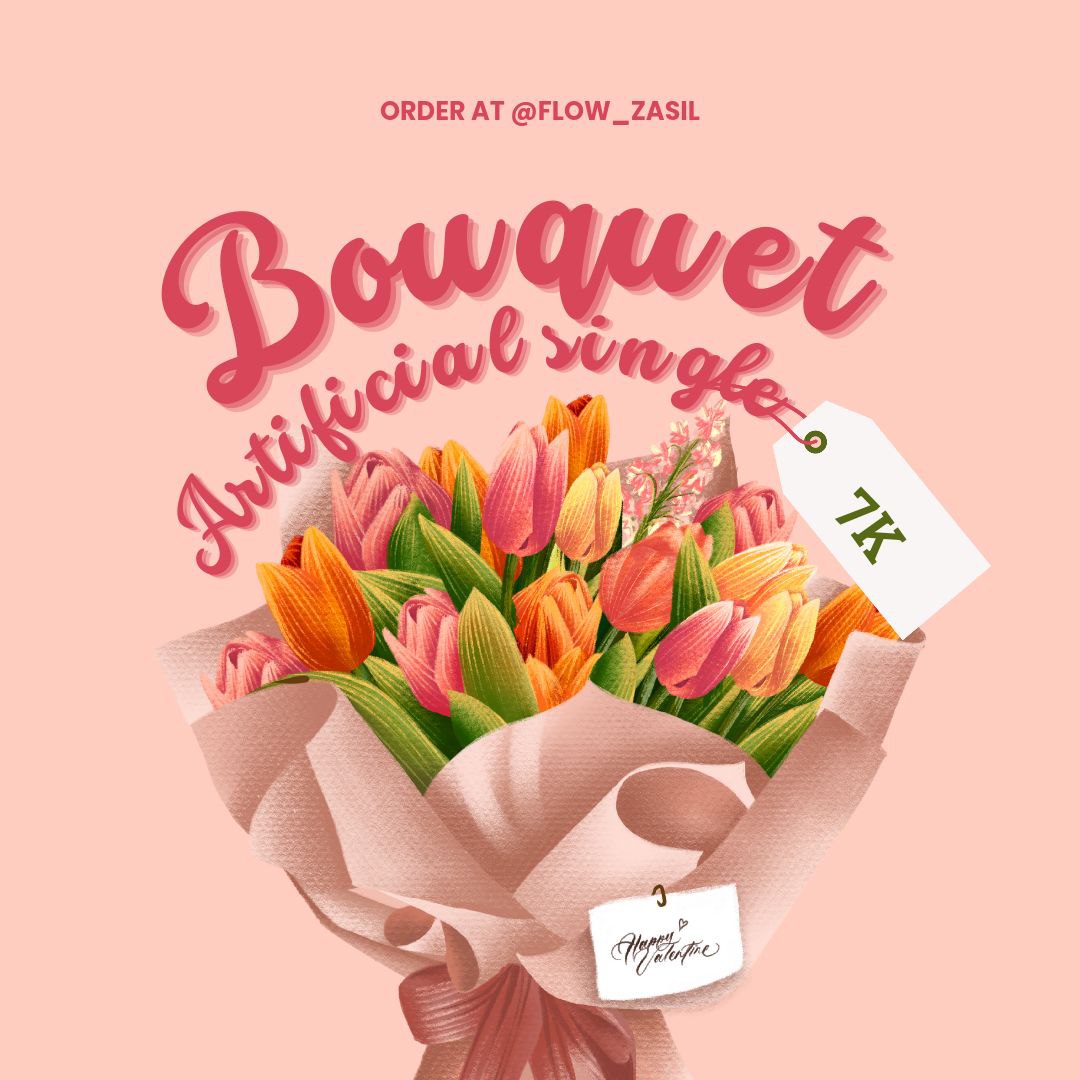 ORDER AT @FLOW_ZASIL
Bouquet
Artificial single
7K
Happy
Valentine